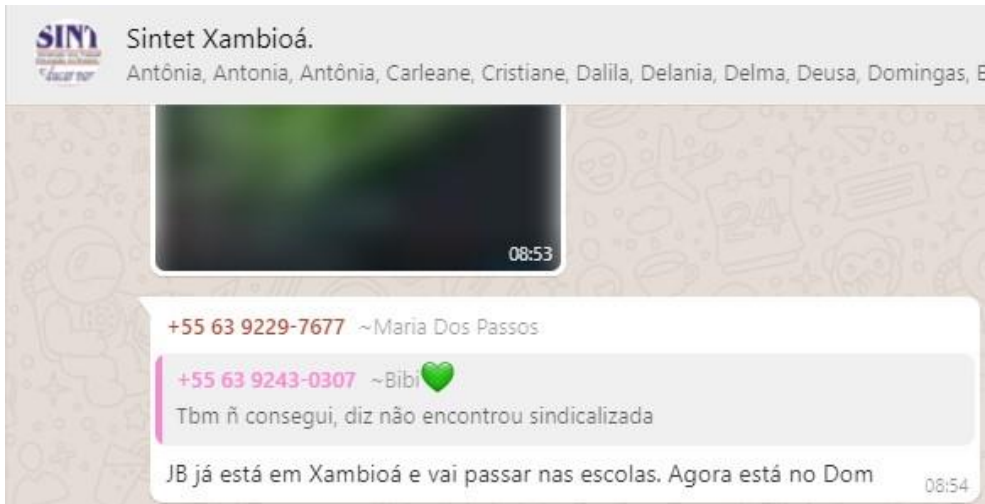 SINT
Sintet Xambioá.
Antônia, Antonia, Antônia, Carleane, Cristiane, Dalila, Delania, Delma, Deusa, Domingas,
08:53
+55 63 9229-7677 ~Maria Dos Passos
+55 63 9243-0307 ~Bibi💚
Tbm ñ consegui, diz não encontrou sindicalizada
JB já está em Xambioá e vai passar nas escolas. Agora está no Dom
08:54